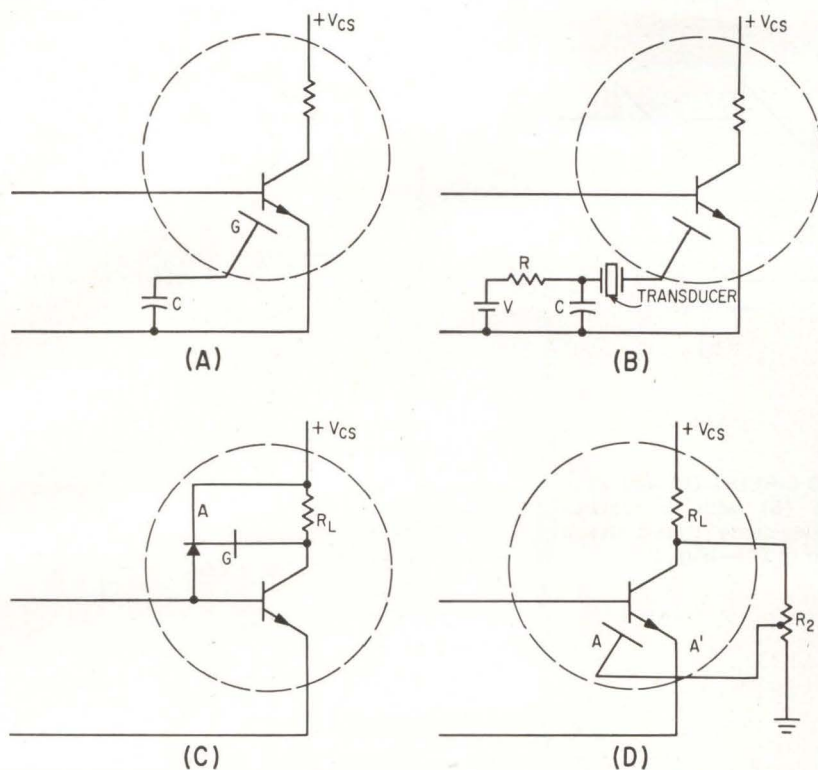 + VCS
G
C
(A)
+ VCS
R
V
C
TRANSDUCER
(B)
+ VCS
A
RL
G
(C)
+ VCS
RL
R2
A
A'
(D)